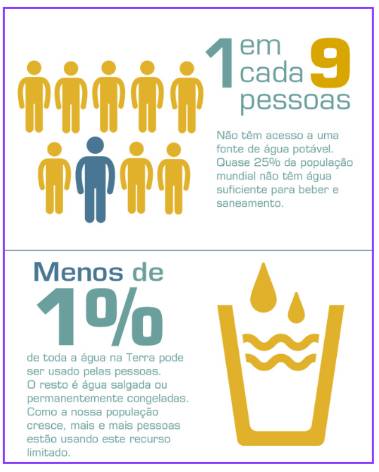 1 em cada 9 pessoas
Não têm acesso a uma
fonte de água potável.
Quase 25% da população
mundial não têm água
suficiente para beber e
saneamento.
Menos de
1%
de toda a água na Terra pode
ser usado pelas pessoas.
O resto é água salgada ou
permanentemente congeladas.
Como a nossa população
cresce, mais e mais pessoas
estão usando este recurso
limitado.